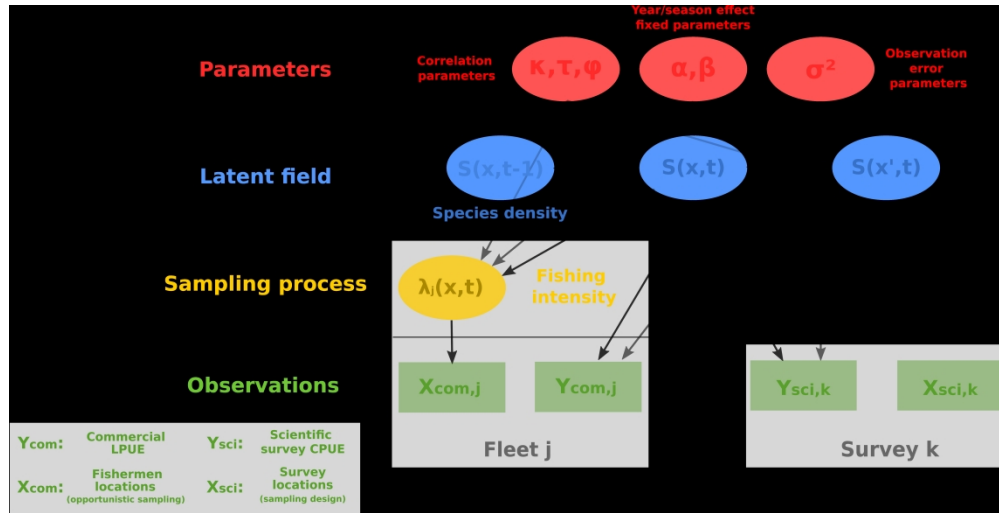 Year/season effect
fixed parameters
Parameters
Correlation
parameters
κ,τ,φ
α,β
σ²
Observation
error
parameters
Latent field
S(x,t-1)
S(x,t)
S(x',t)
Species density
Sampling process
λⱼ(x,t)
Fishing
intensity
Observations
Xcom,j
Ycom,j
Ysci,k
Xsci,k
Fleet j
Survey k
Ycom:
Commercial
LPUE
Ysci:
Scientific
survey CPUE
Xcom:
Fishermen
locations
(opportunistic sampling)
Xsci:
Survey
locations
(sampling design)